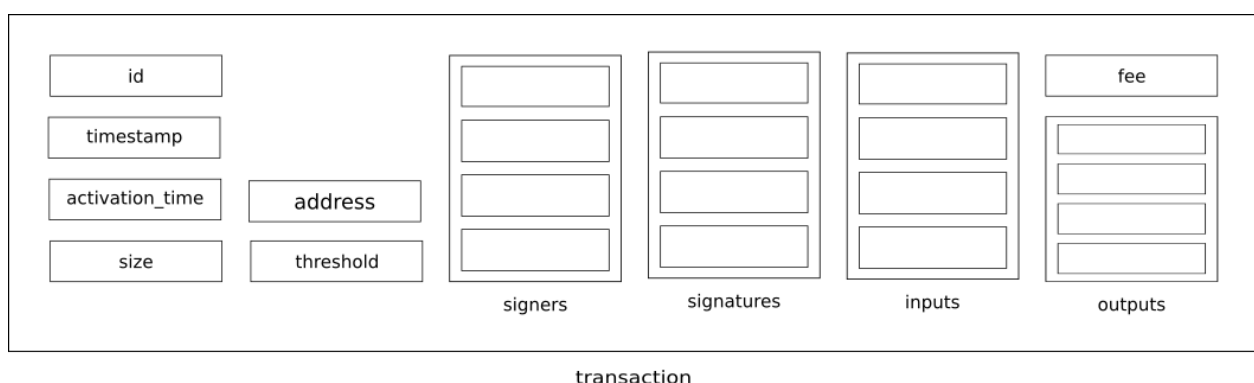 id
timestamp
activation_time
size
address
threshold
signers
signatures
inputs
fee
outputs
transaction